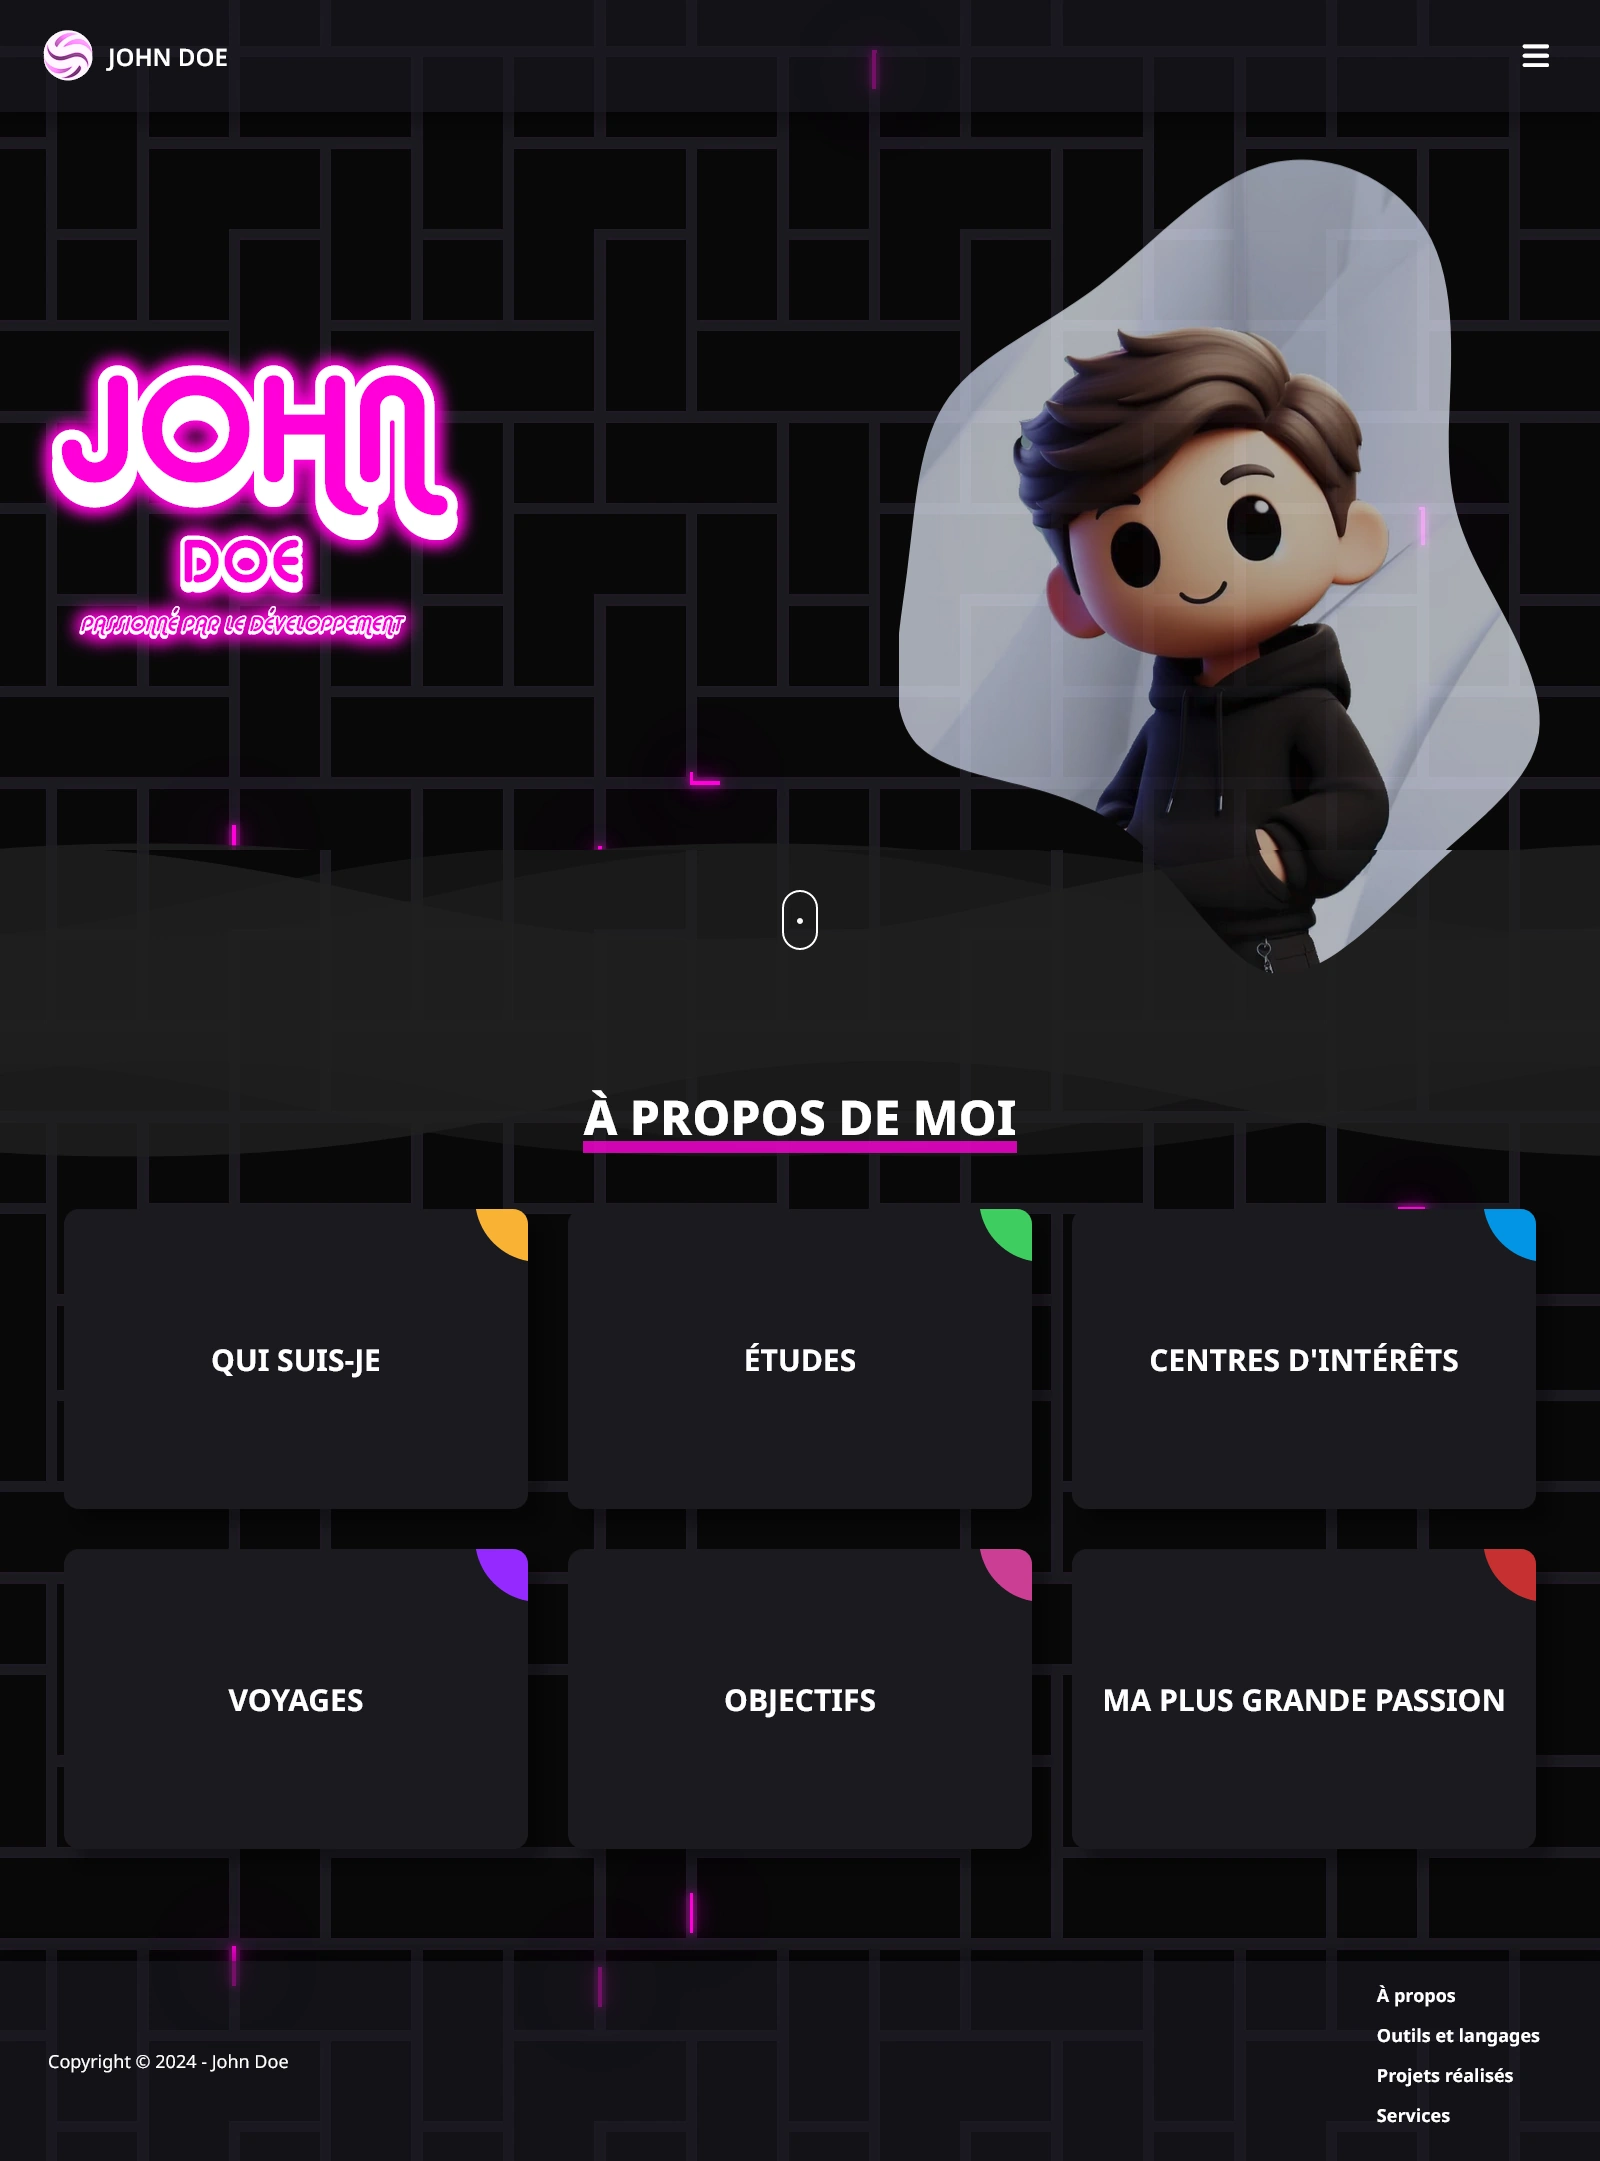 JOHN DOE
JOHN
DOE
PASSIONNÉ PAR LE DÉVELOPPEMENT
À PROPOS DE MOI
QUI SUIS-JE
ÉTUDES
CENTRES D'INTÉRÊTS
VOYAGES
OBJECTIFS
MA PLUS GRANDE PASSION
Copyright © 2024 - John Doe
À propos
Outils et langages
Projets réalisés
Services